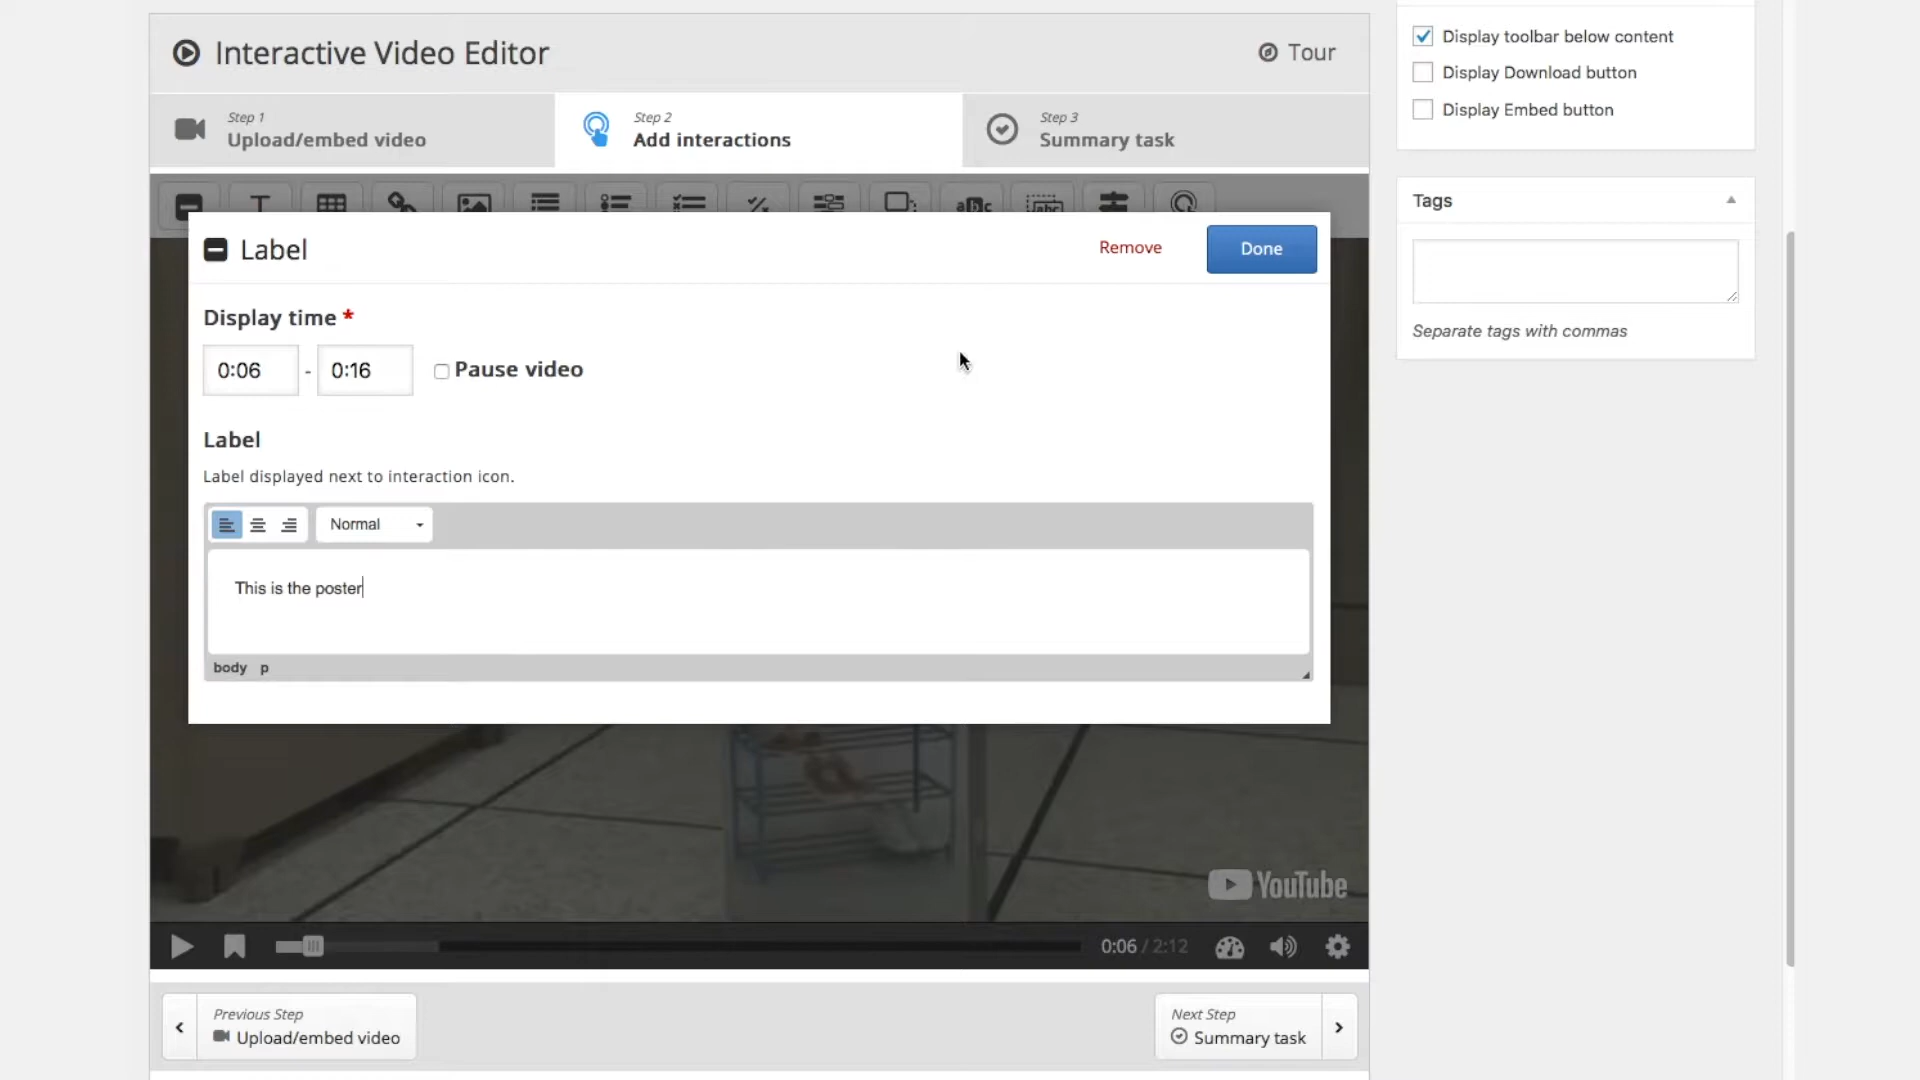 Interactive Video Editor
Tour
Step 1
Upload/embed video
Step 2
Add interactions
Step 3
Summary task
T
abc
abc
Label
Remove
Done
Display time *
0:06 - 0:16
Pause video
Label
Label displayed next to interaction icon.
Normal
This is the poster
body p
YouTube
0:06 / 2:12
Previous Step
Upload/embed video
Next Step
Summary task
Display toolbar below content
Display Download button
Display Embed button
Tags
Separate tags with commas